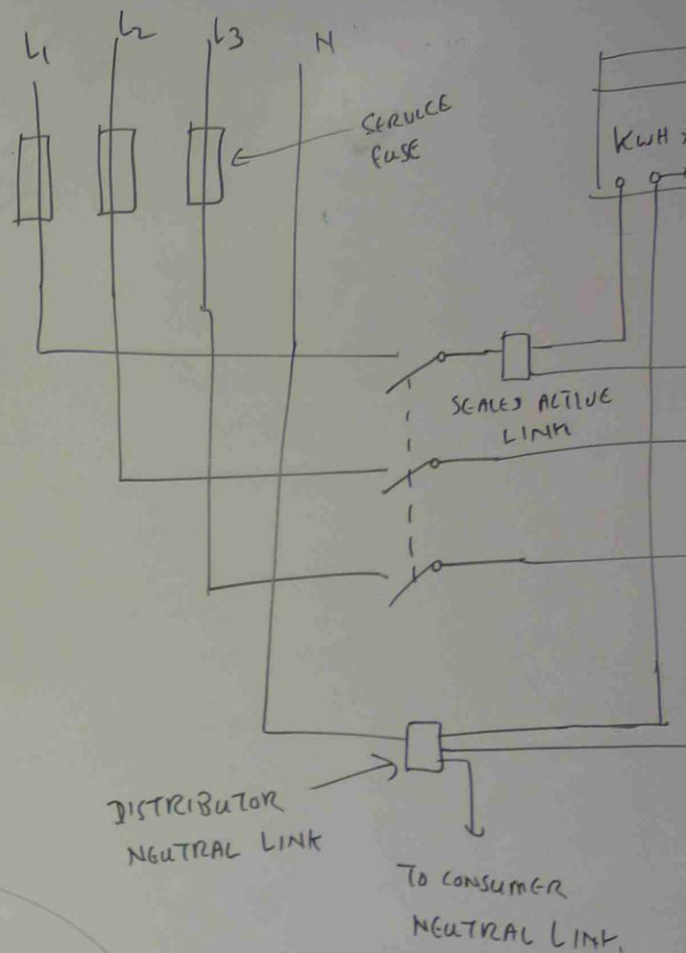 L1
L2
L3
N
SERVICE
FUSE
KWH
SEALED ACTIVE
LINK
DISTRIBUTOR
NEUTRAL LINK
TO CONSUMER
NEUTRAL LINK.